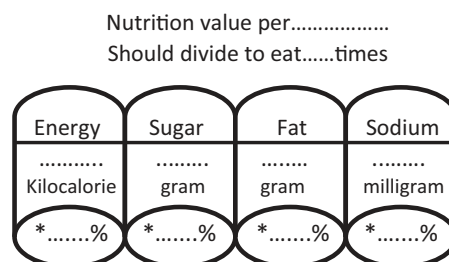 Nutrition value per..................
Should divide to eat......times
Energy Sugar Fat Sodium
........... ......... ........ .........
Kilocalorie gram gram milligram
*.......% *.......% *.......% *.......%